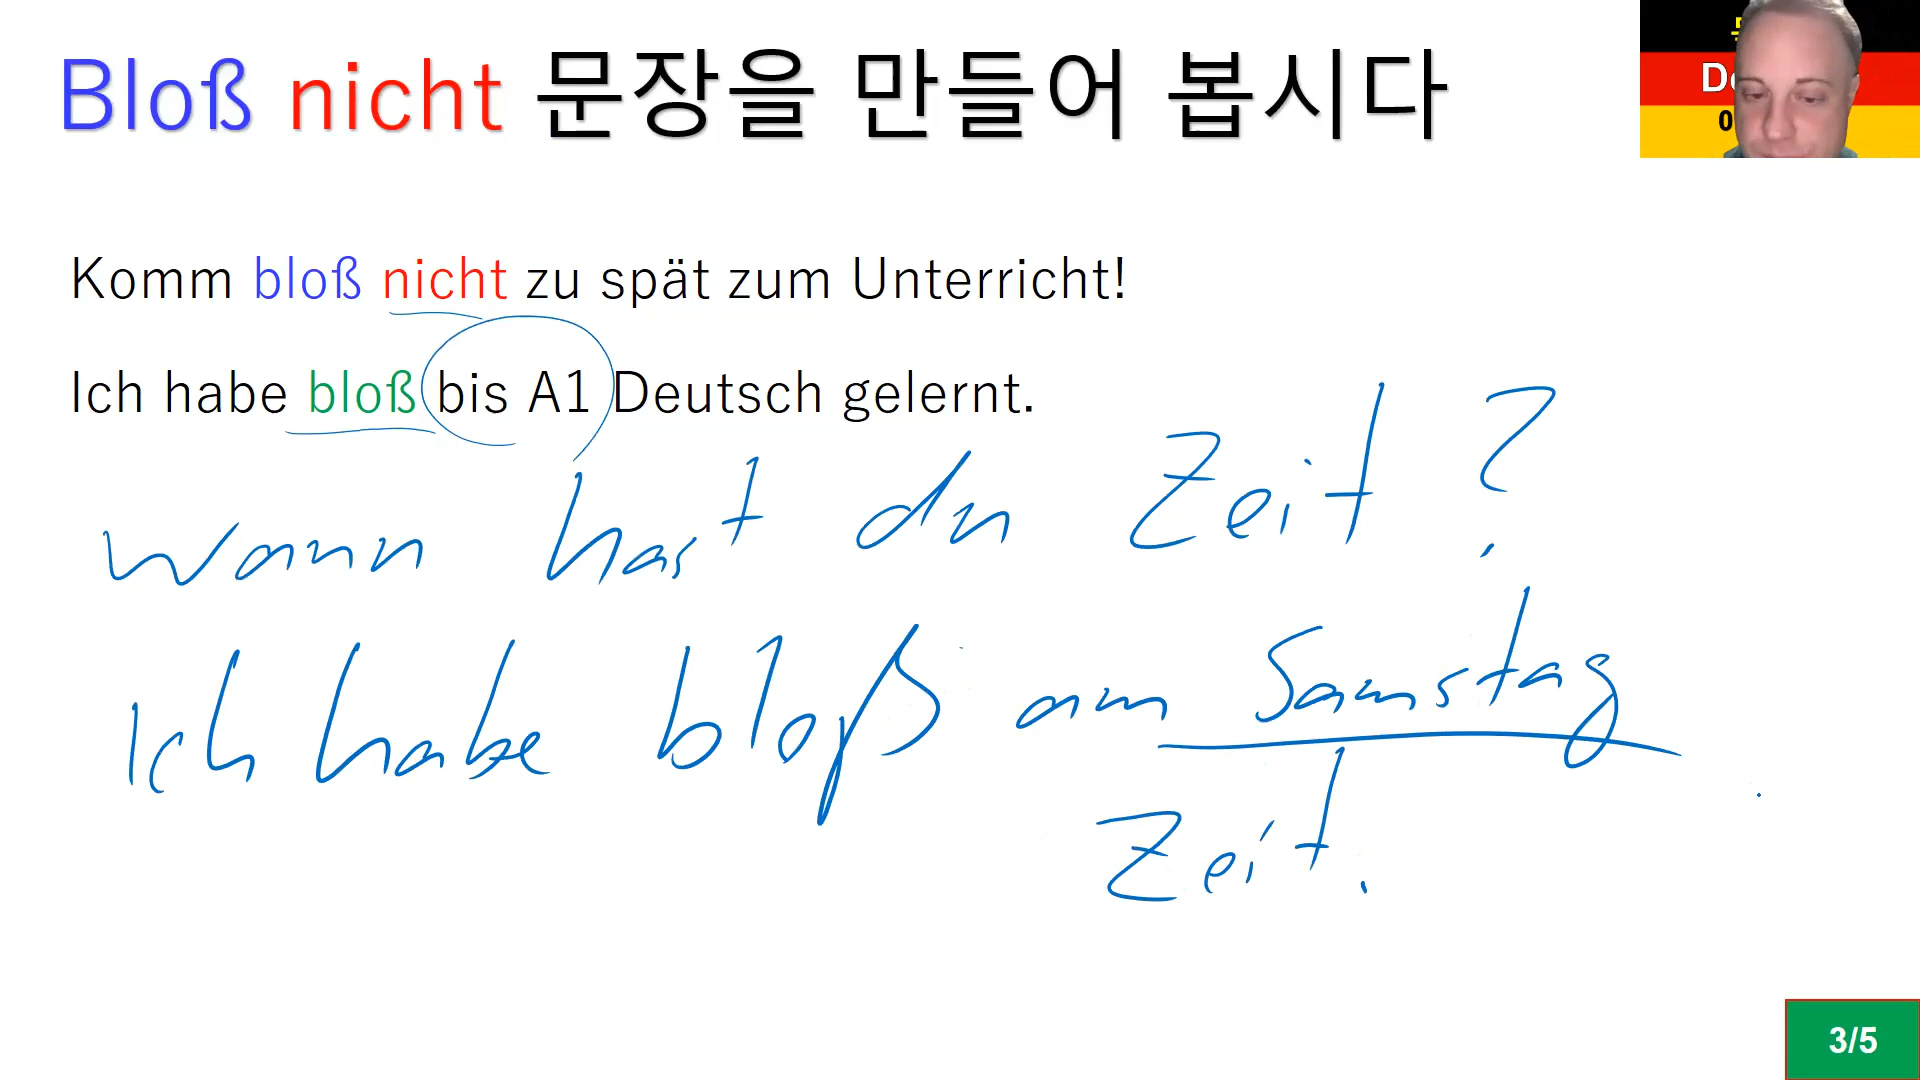 Bloß nicht 문장을 만들어 봅시다
Komm bloß nicht zu spät zum Unterricht!
Ich habe bloß bis A1 Deutsch gelernt.
Wann hast du Zeit?
Ich habe bloß am Samstag
Zeit.
3/5